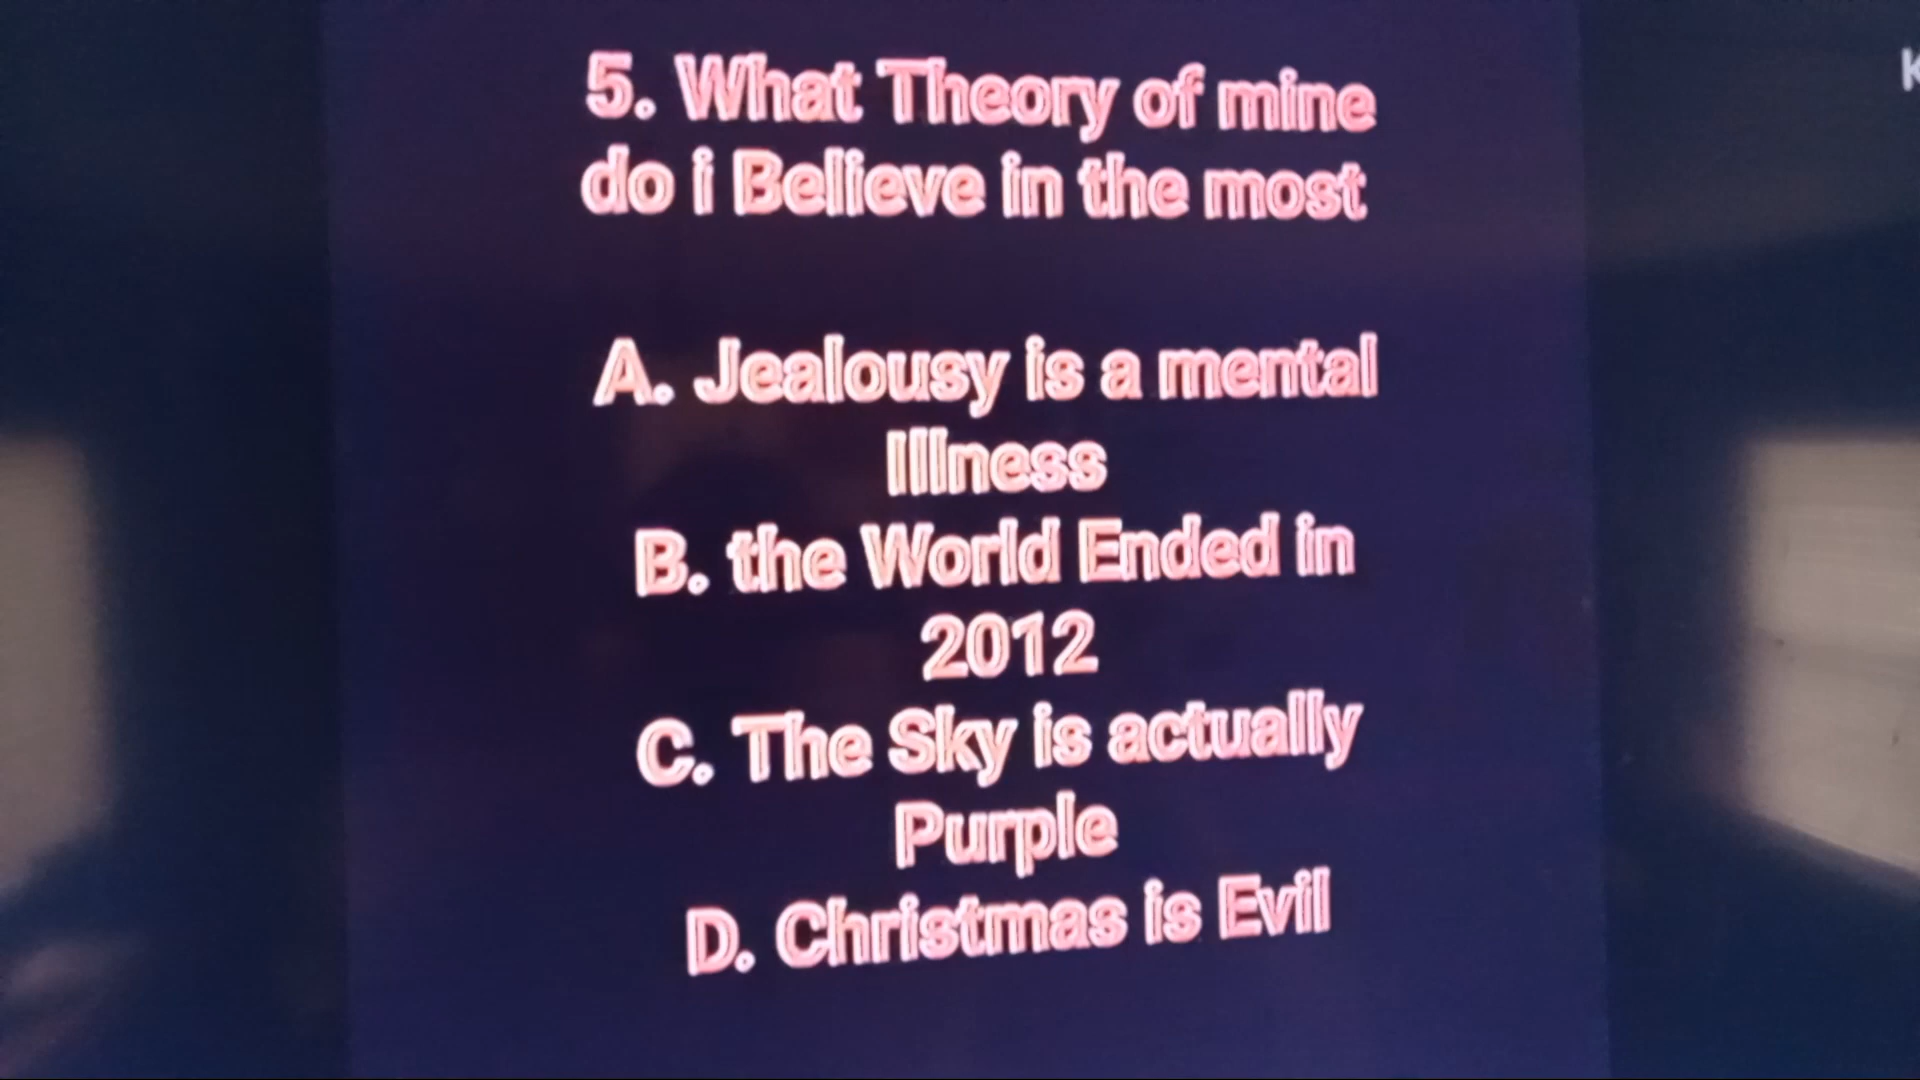 5. What Theory of mine
do i Believe in the most
A. Jealousy is a mental
Illness
B. the World Ended in
2012
C. The Sky is actually
Purple
D. Christmas is Evil
K